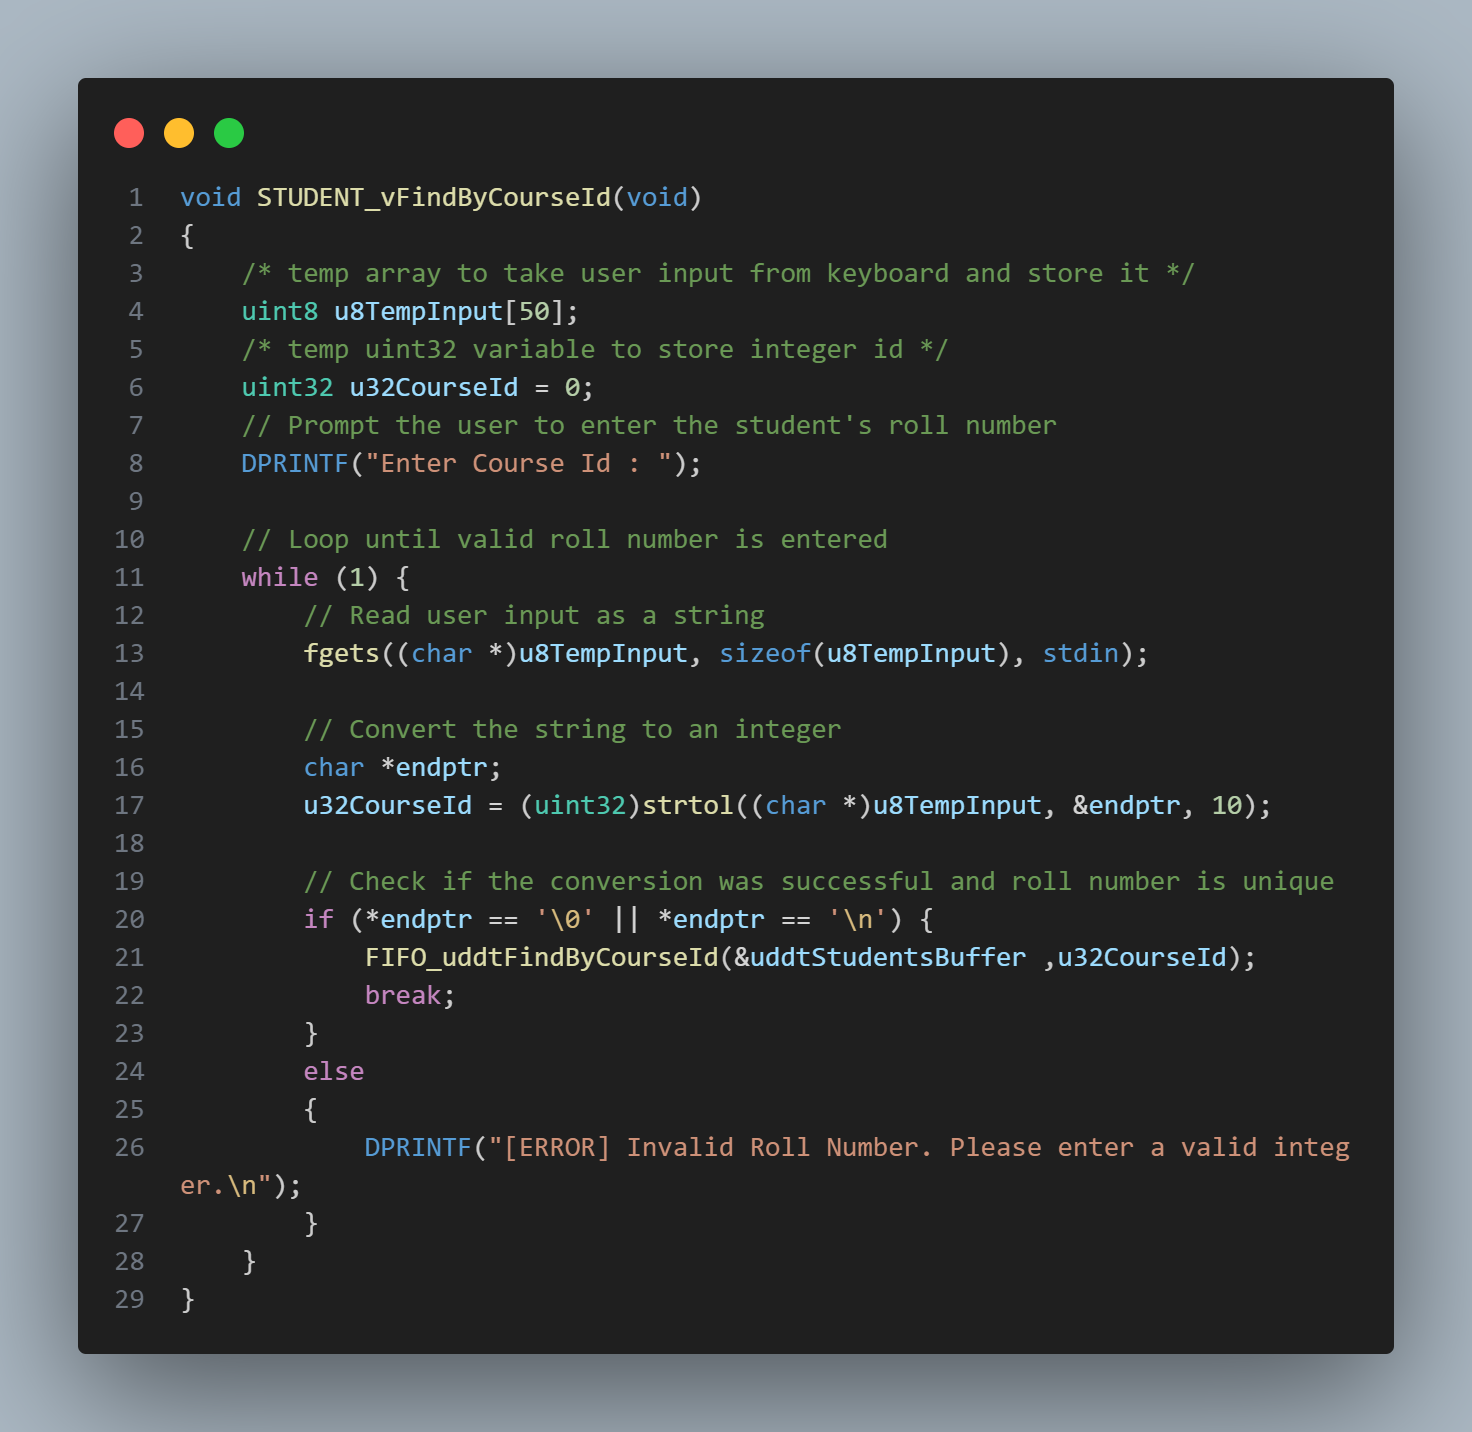 1 void STUDENT_vFindByCourseId(void)
2 {
3     /* temp array to take user input from keyboard and store it */
4     uint8 u8TempInput[50];
5     /* temp uint32 variable to store integer id */
6     uint32 u32CourseId = 0;
7     // Prompt the user to enter the student's roll number
8     DPRINTF("Enter Course Id : ");
9
10     // Loop until valid roll number is entered
11     while (1) {
12         // Read user input as a string
13         fgets((char *)u8TempInput, sizeof(u8TempInput), stdin);
14
15         // Convert the string to an integer
16         char *endptr;
17         u32CourseId = (uint32)strtol((char *)u8TempInput, &endptr, 10);
18
19         // Check if the conversion was successful and roll number is unique
20         if (*endptr == '\0' || *endptr == '\n') {
21             FIFO_uddtFindByCourseId(&uddtStudentsBuffer ,u32CourseId);
22             break;
23         }
24         else
25         {
26             DPRINTF("[ERROR] Invalid Roll Number. Please enter a valid integ
er.\n");
27         }
28     }
29 }